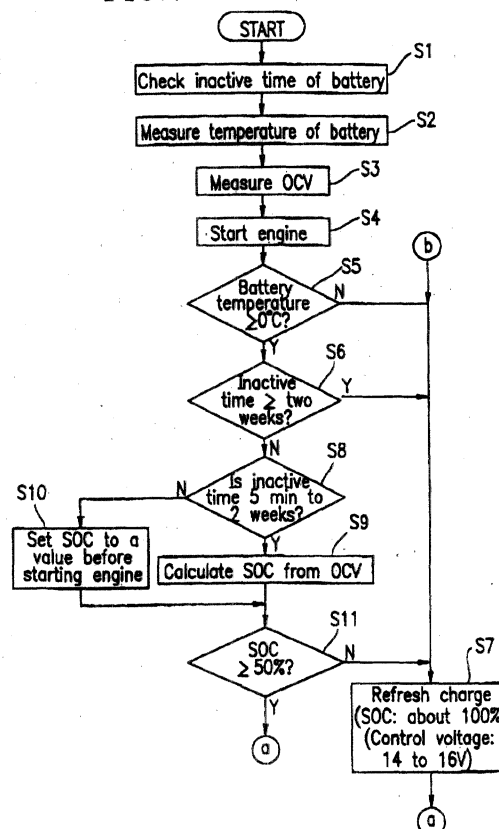 START
S1
Check inactive time of battery
S2
Measure temperature of battery
S3
Measure OCV
S4
Start engine
b
S5
Battery
temperature
≥0°C?
N
Y
S6
Inactive
time ≥ two
weeks?
Y
N
S8
Is inactive
time 5 min to
2 weeks?
N
Y
S10
Set SOC to a
value before
starting engine
S9
Calculate SOC from OCV
S11
SOC
≥ 50%?
N
Y
a
S7
Refresh charge
(SOC: about 100%
(Control voltage:
14 to 16V)
a